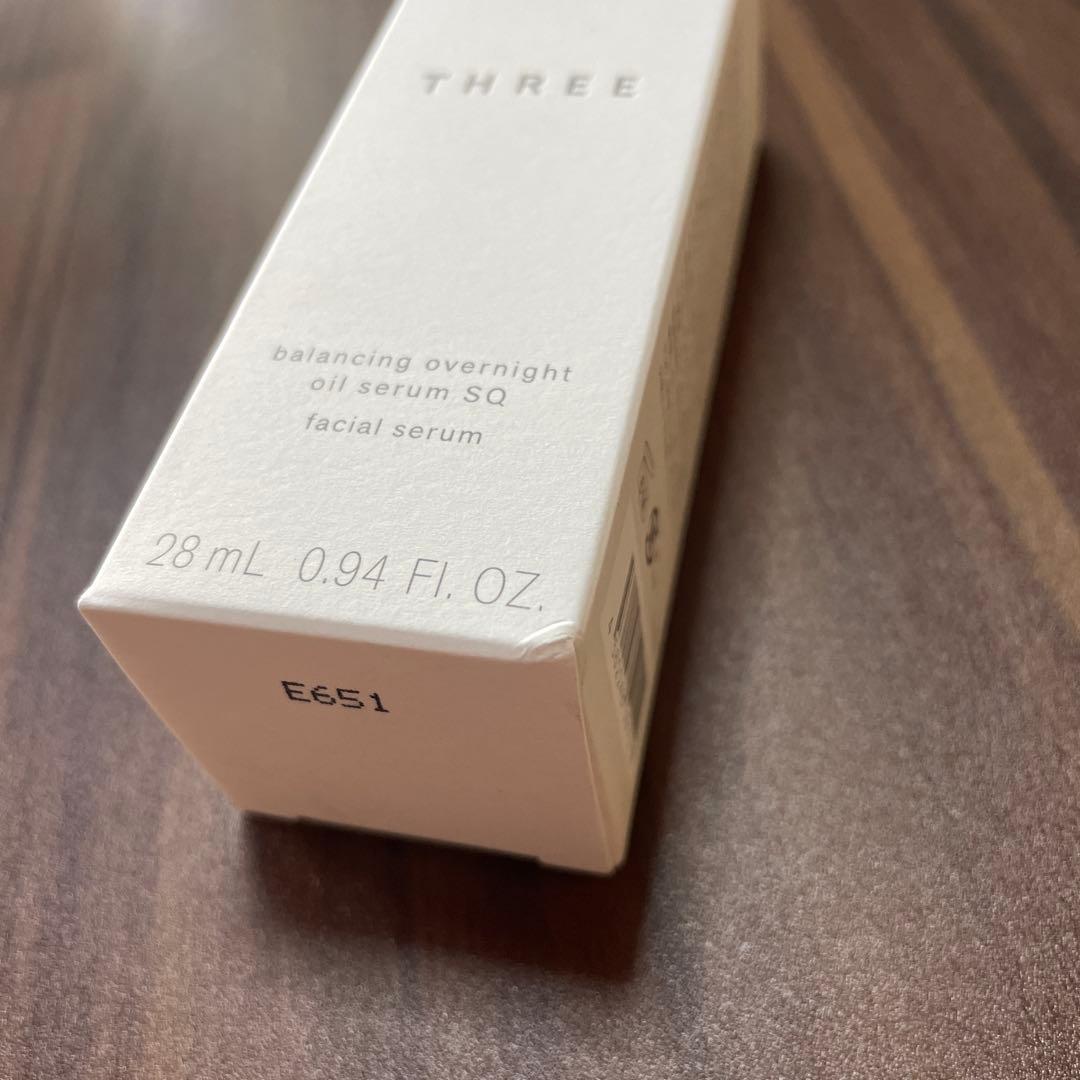 THREE
balancing overnight
oil serum SQ
facial serum
28 mL 0.94 Fl. OZ.
E651